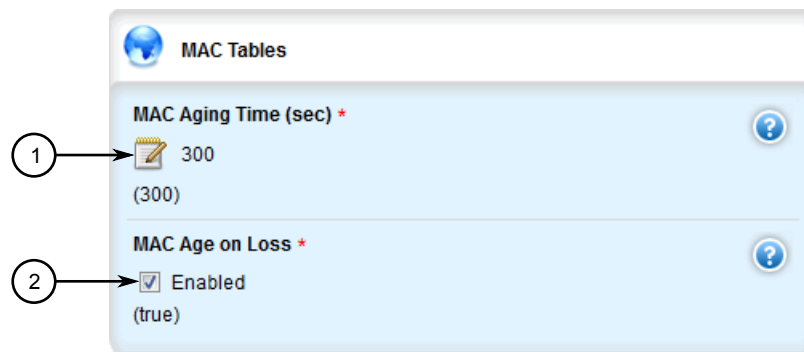 MAC Tables
MAC Aging Time (sec) *
1
300
(300)
MAC Age on Loss *
2
Enabled
(true)